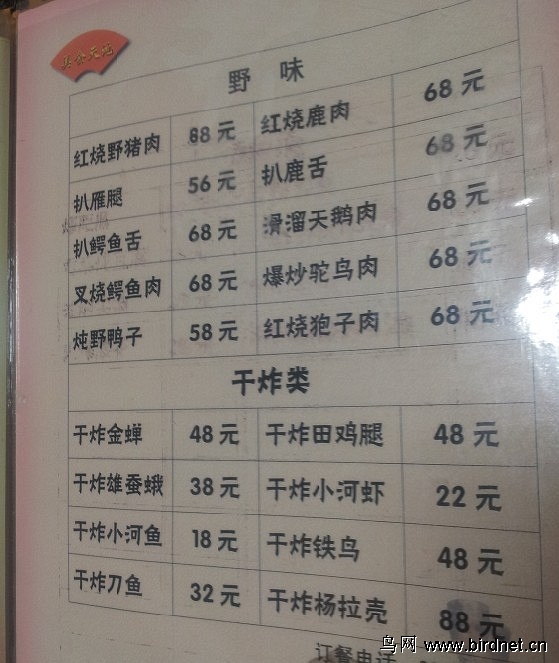 野味
红烧野猪肉 88元 红烧鹿肉 68元
扒雁腿 56元 扒鹿舌 68元
扒鳄鱼舌 68元 滑溜天鹅肉 68元
叉烧鳄鱼肉 68元 爆炒驼鸟肉 68元
炖野鸭子 58元 红烧狍子肉 68元
干炸类
干炸金蝉 48元 干炸田鸡腿 48元
干炸雄蚕蛾 38元 干炸小河虾 22元
干炸小河鱼 18元 干炸铁鸟 48元
干炸刀鱼 32元 干炸杨拉壳 88元
订餐电话
鸟网 www.birdnet.cn